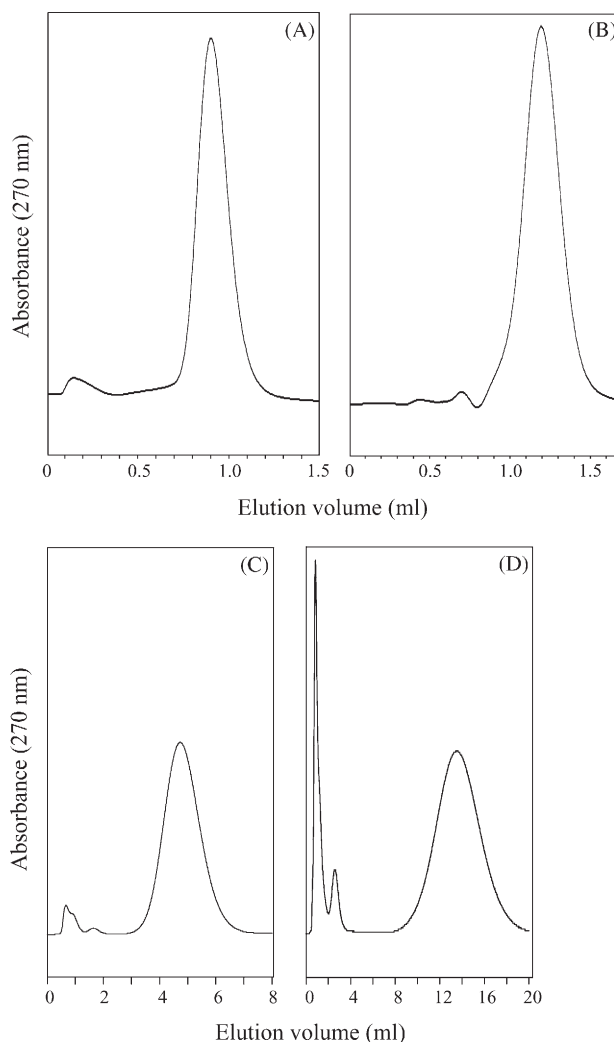 (A)
(B)
Absorbance (270 nm)
0 0.5 1.0 1.5
0 0.5 1.0 1.5
Elution volume (ml)
(C)
(D)
Absorbance (270 nm)
0 2 4 6 8
0 4 8 12 16 20
Elution volume (ml)